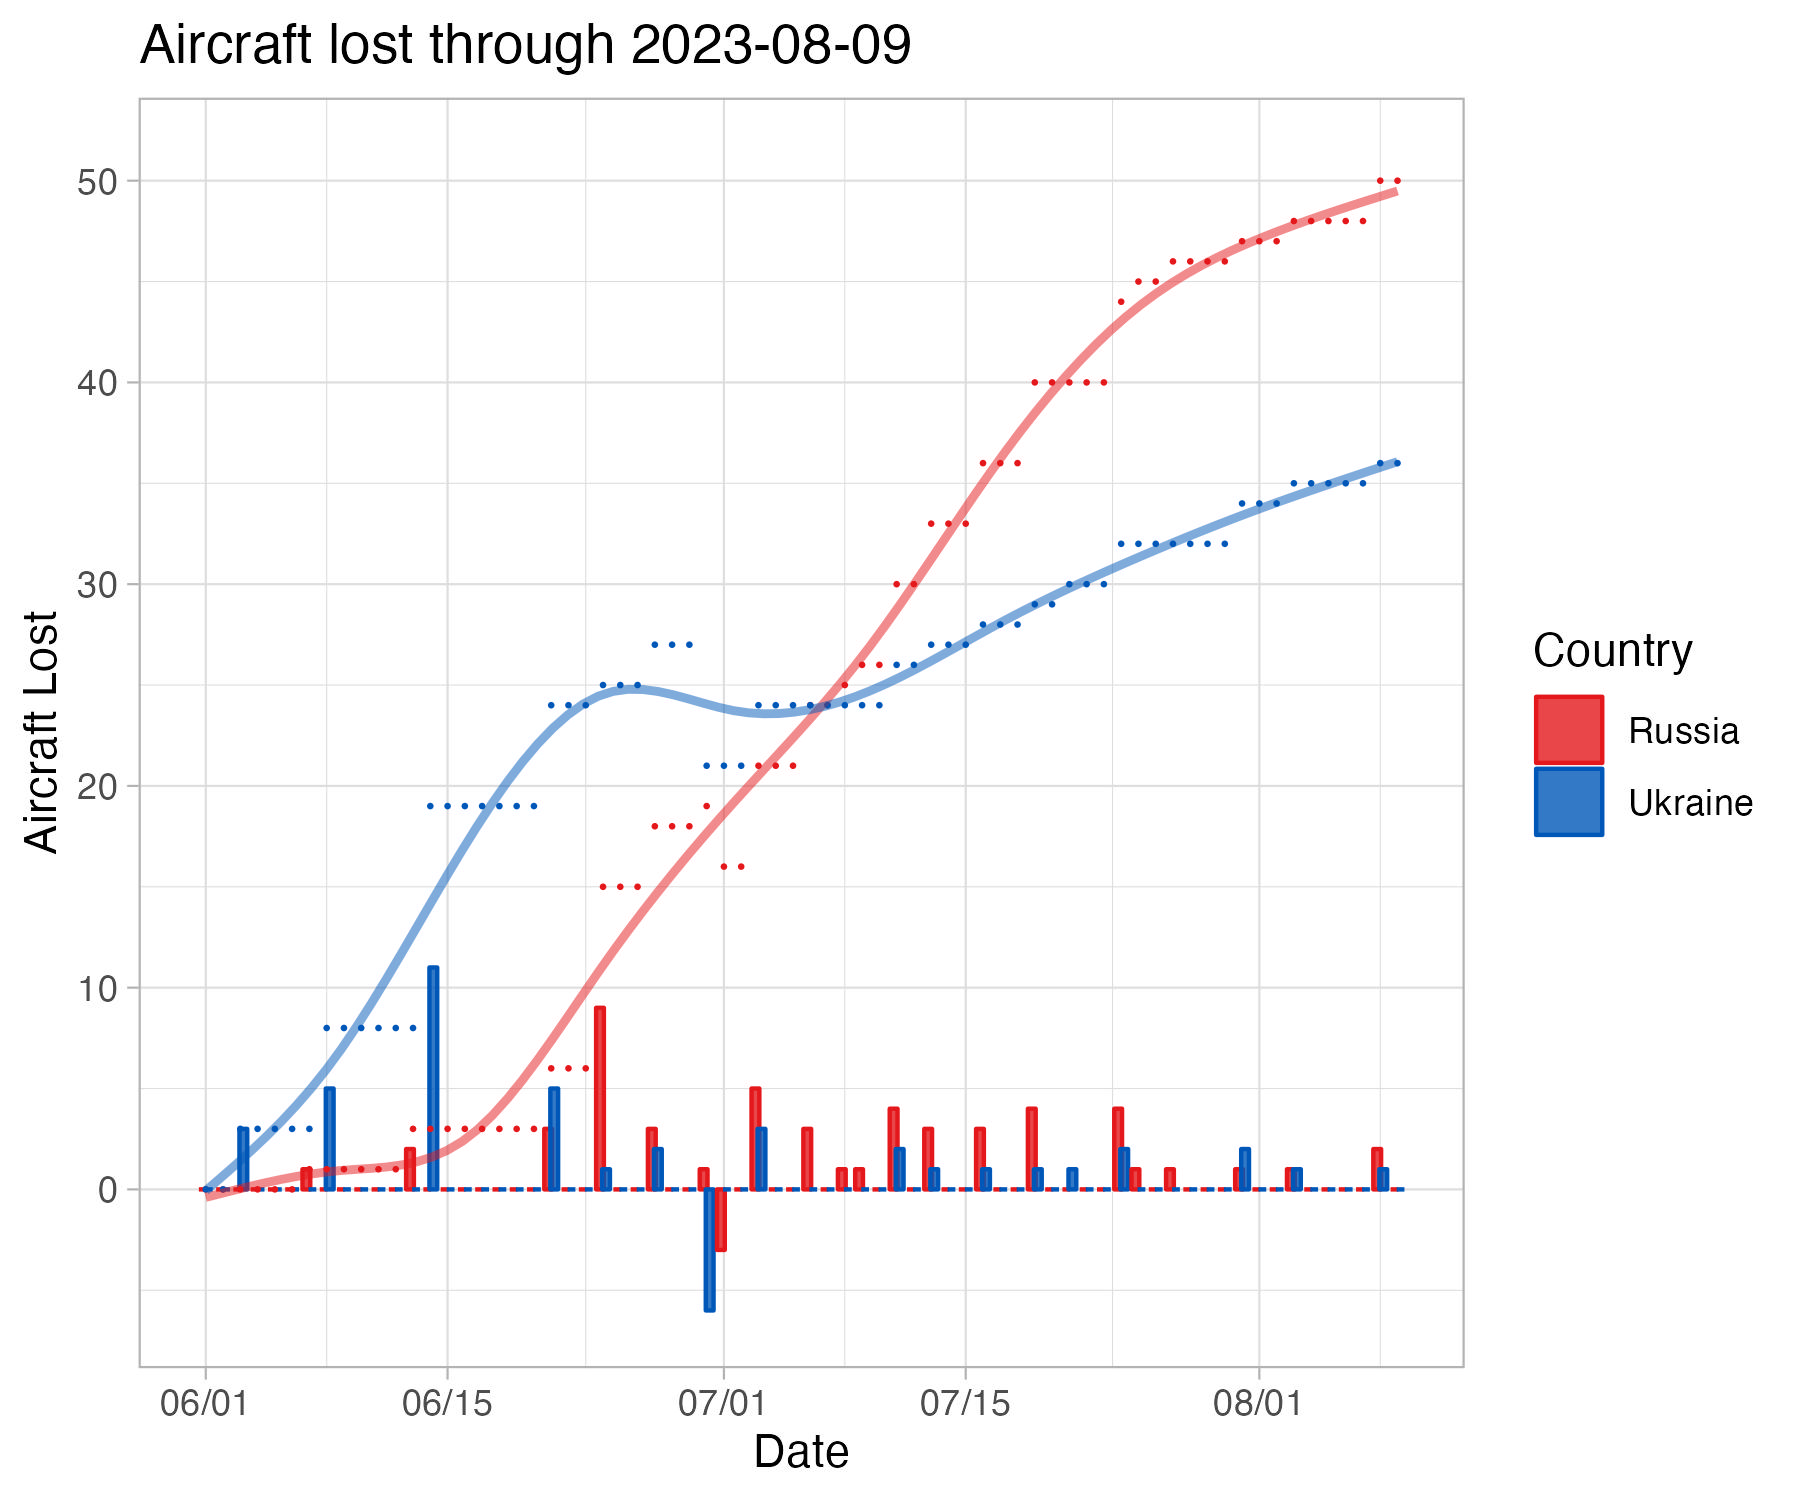 Aircraft lost through 2023-08-09
Aircraft Lost
50
40
30
20
10
0
06/01 06/15 07/01 07/15 08/01
Date
Country
Russia
Ukraine